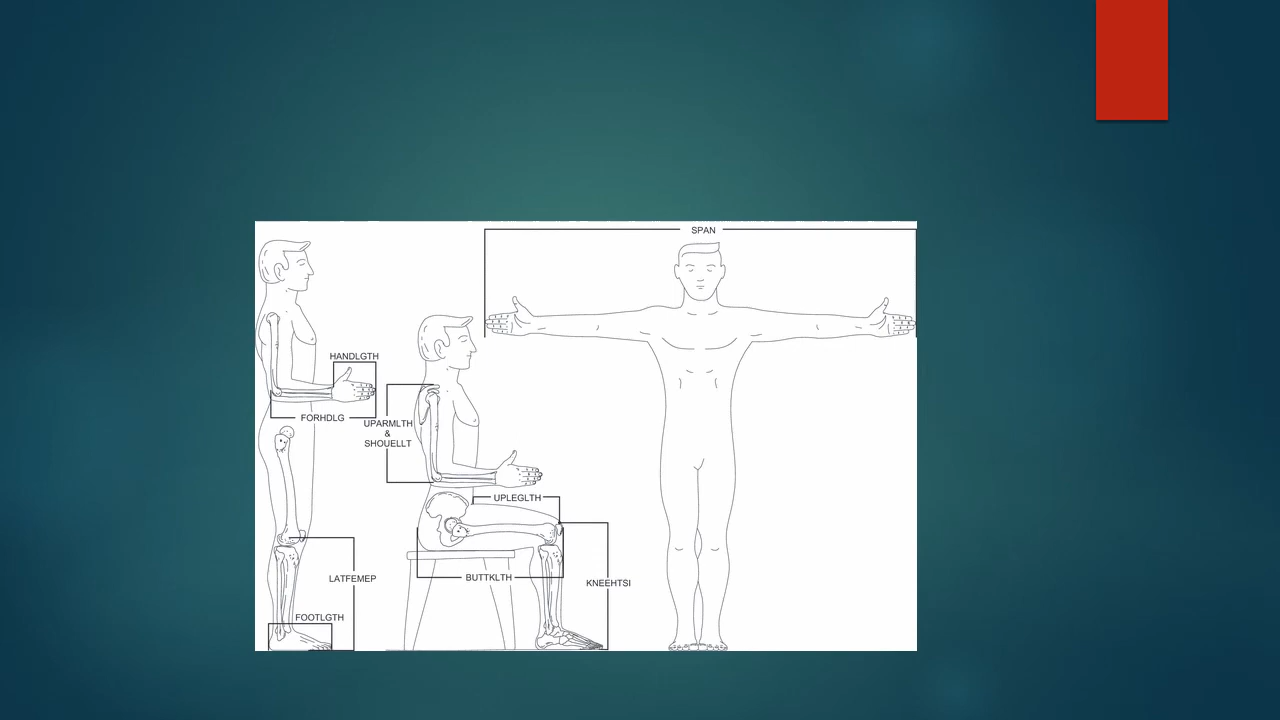 SPAN
HANDLGTH
FORHDLG
UPARMLTH
&
SHOUELLT
UPLEGLTH
LATFEMEP
BUTTKLTH
KNEEHTSI
FOOTLGTH